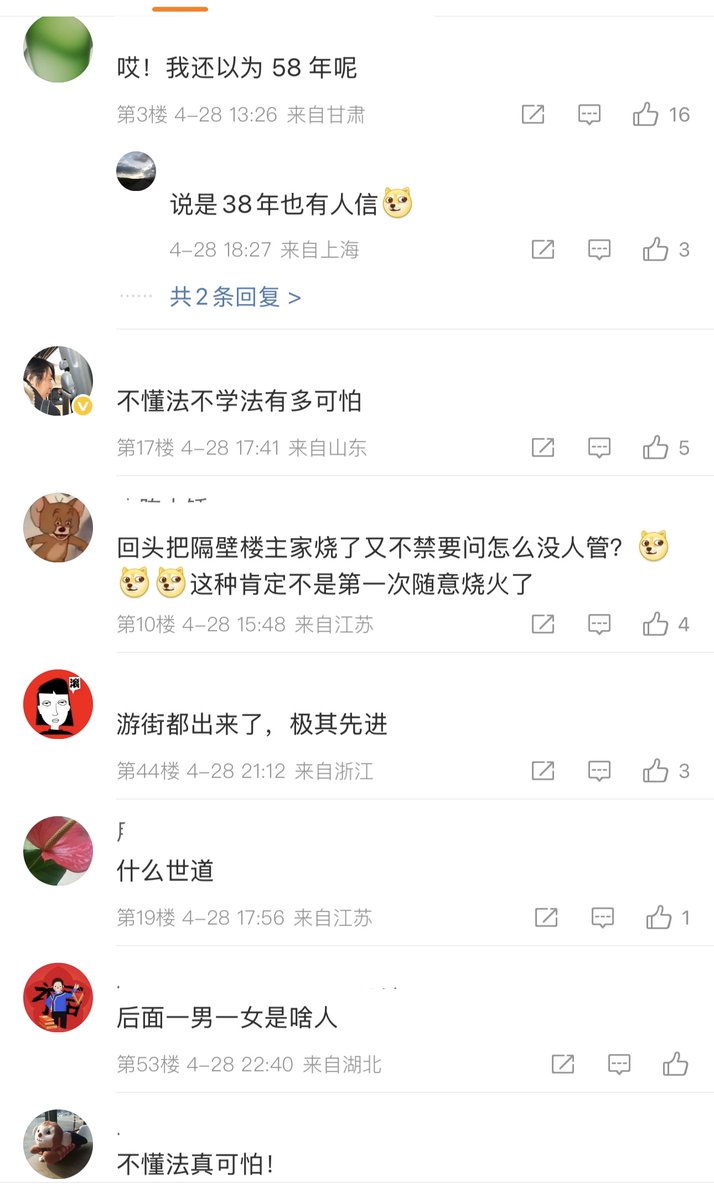 哎！我还以为 58 年呢
第3楼 4-28 13:26 来自甘肃
16
说是38年也有人信
4-28 18:27 来自上海
3
共2条回复 >
不懂法不学法有多可怕
第17楼 4-28 17:41 来自山东
5
回头把隔壁楼主家烧了又不禁要问怎么没人管？
这种肯定不是第一次随意烧火了
第10楼 4-28 15:48 来自江苏
4
滚
游街都出来了，极其先进
第44楼 4-28 21:12 来自浙江
3
什么世道
第19楼 4-28 17:56 来自江苏
1
后面一男一女是啥人
第53楼 4-28 22:40 来自湖北
不懂法真可怕！